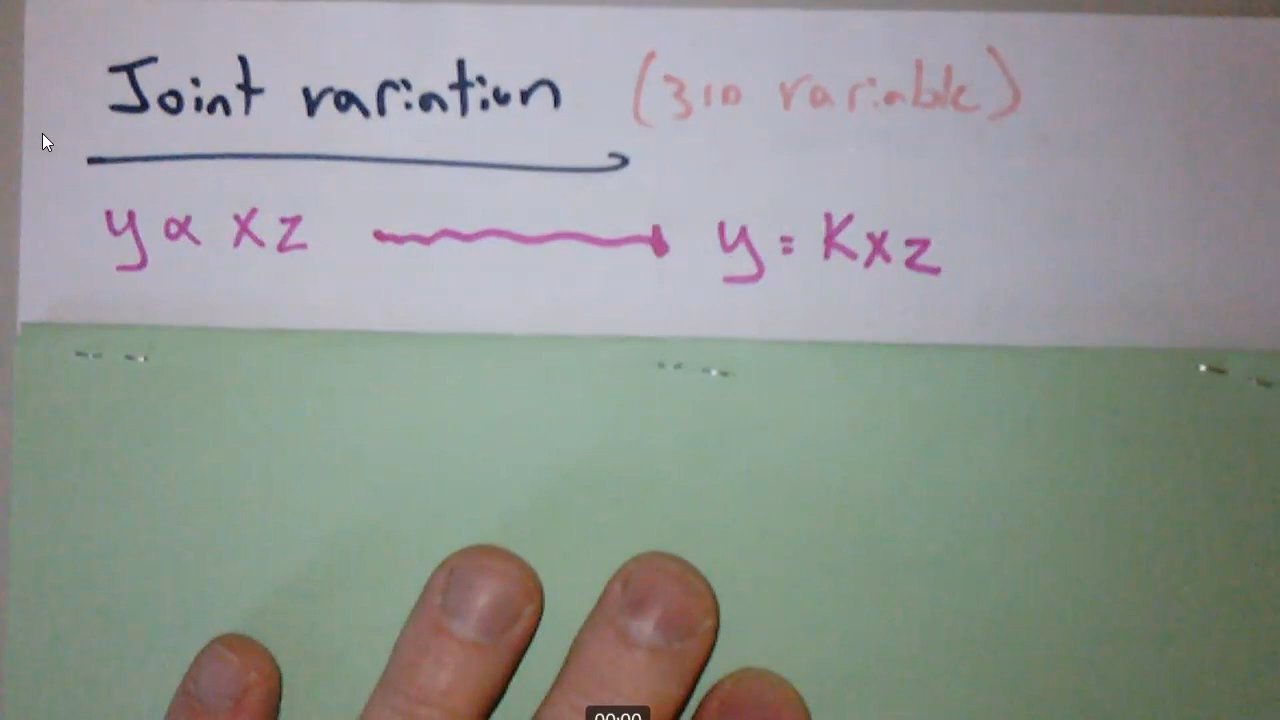 Joint variation (3 variable)
y ∝ xz → y = Kxz
00:00